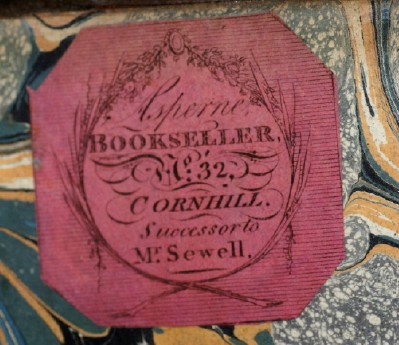 Asperne,
BOOKSELLER,
No. 32,
CORNHILL.
Successor to
Mr. Sewell.